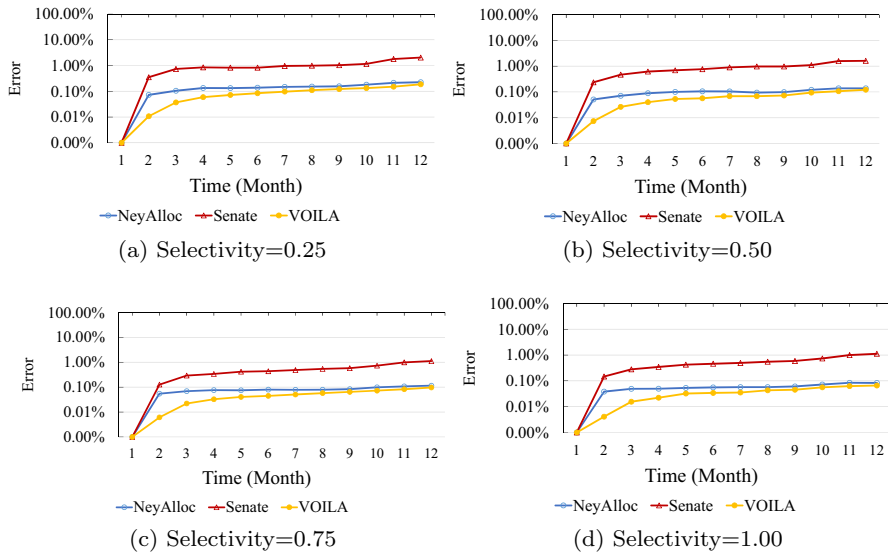 100.00%
10.00%
1.00%
0.10%
0.01%
0.00%
Error
1 2 3 4 5 6 7 8 9 10 11 12
Time (Month)
NeyAlloc Senate VOILA
(a) Selectivity=0.25
100.00%
10.00%
1.00%
0.10%
0.01%
0.00%
Error
1 2 3 4 5 6 7 8 9 10 11 12
Time (Month)
NeyAlloc Senate VOILA
(b) Selectivity=0.50
100.00%
10.00%
1.00%
0.10%
0.01%
0.00%
Error
1 2 3 4 5 6 7 8 9 10 11 12
Time (Month)
NeyAlloc Senate VOILA
(c) Selectivity=0.75
100.00%
10.00%
1.00%
0.10%
0.01%
0.00%
Error
1 2 3 4 5 6 7 8 9 10 11 12
Time (Month)
NeyAlloc Senate VOILA
(d) Selectivity=1.00